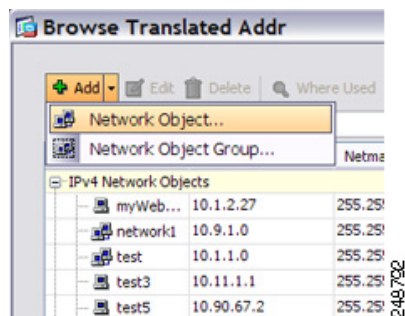 Browse Translated Addr
Add Edit Delete Where Used
Network Object...
Network Object Group...
Netma
IPv4 Network Objects
myWeb... 10.1.2.27 255.25
network1 10.9.1.0 255.25
test 10.1.1.0 255.25
test3 10.11.1.1 255.25
test5 10.90.67.2 255.25
248792